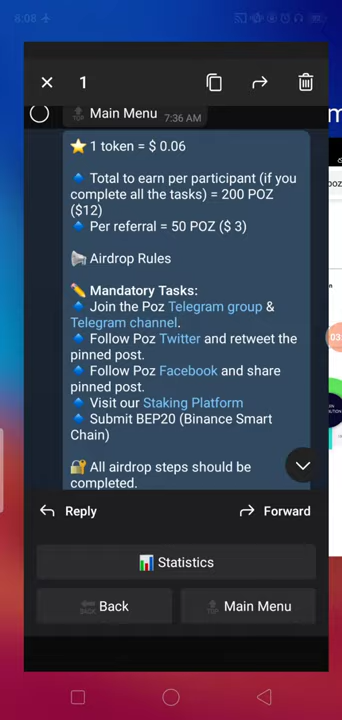 8:08
1
Main Menu
7:36 AM
⭐ 1 token = $ 0.06
🔹 Total to earn per participant (if you
complete all the tasks) = 200 POZ
($12)
🔹 Per referral = 50 POZ ($ 3)
📢 Airdrop Rules
✏️ Mandatory Tasks:
🔹 Join the Poz Telegram group &
Telegram channel.
🔹 Follow Poz Twitter and retweet the
pinned post.
🔹 Follow Poz Facebook and share
pinned post.
🔹 Visit our Staking Platform
🔹 Submit BEP20 (Binance Smart
Chain)
🔐 All airdrop steps should be
completed.
Reply
Forward
📊 Statistics
Back
Main Menu